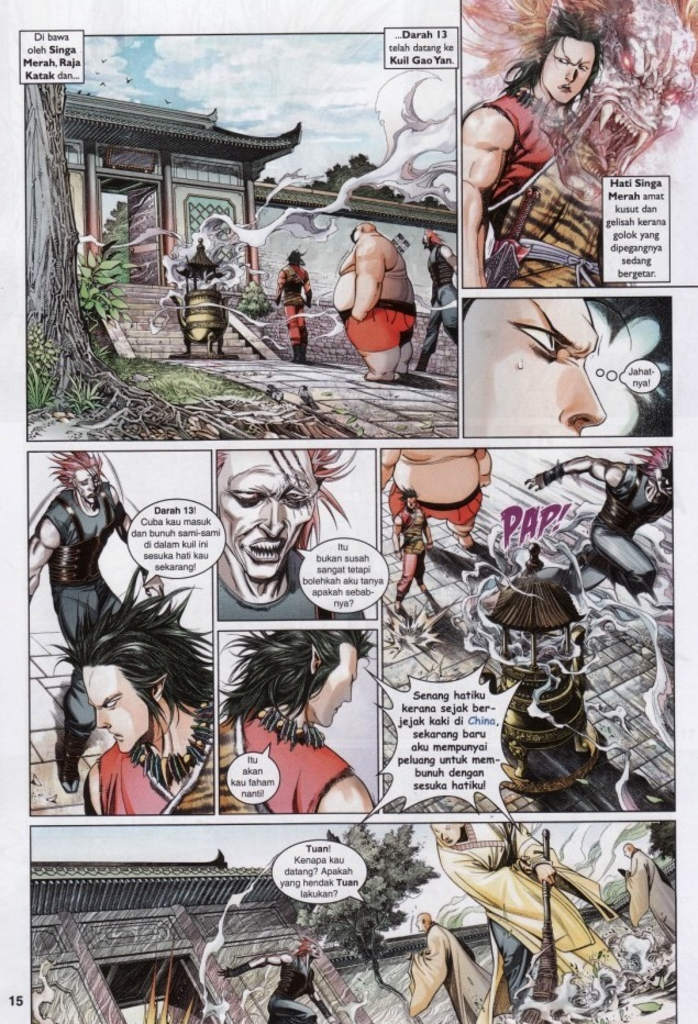 Di bawa
oleh Singa
Merah, Raja
Katak dan...
...Darah 13
telah datang ke
Kuil Gao Yan.
Hati Singa
Merah amat
kusut dan
gelisah kerana
golok yang
dipegangnya
sedang
bergetar.
Jahat-
nya!
Darah 13!
Cuba kau masuk
dan bunuh sami-sami
di dalam kuil ini
sesuka hati kau
sekarang!
Itu
bukan susah
sangat tetapi
bolehkah aku tanya
apakah sebab-
nya?
PAP!
Itu
akan kau
faham
nanti!
Senang hatiku
kerana sejak ber-
jejak kaki di China,
sekarang baru
aku mempunyai
peluang untuk mem-
bunuh dengan
sesuka hatiku!
Tuan!
Kenapa kau
datang? Apakah
yang hendak Tuan
lakukan?
15